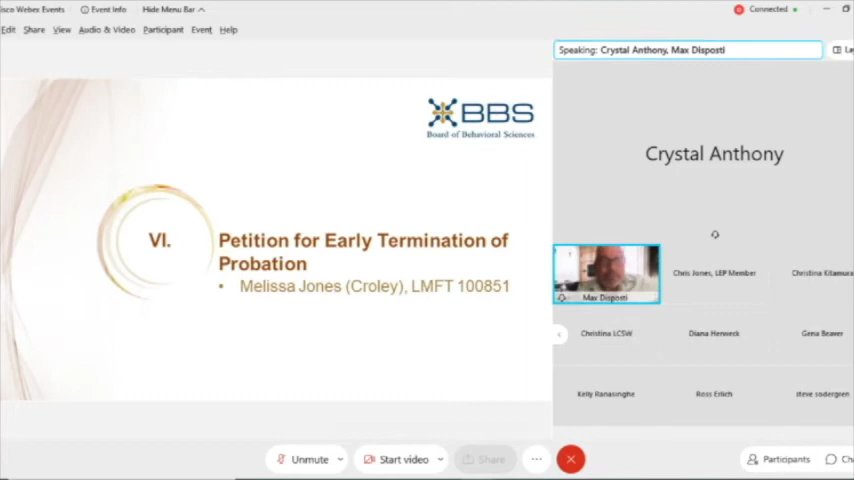 isco Webex Events Event Info Hide Menu Bar Connected
Edit Share View Audio & Video Participant Event Help
Speaking: Crystal Anthony, Max Disposti
BBS
Board of Behavioral Sciences
Crystal Anthony
VI.
Petition for Early Termination of
Probation
• Melissa Jones (Croley), LMFT 100851
Max Disposti
Chris Jones, LEP Member
Christina Kitamura
Christina LCSW
Diana Herweck
Gena Beaver
Kelly Ranasinghe
Ross Erlich
steve sodergren
Unmute Start video Share Participants Cha